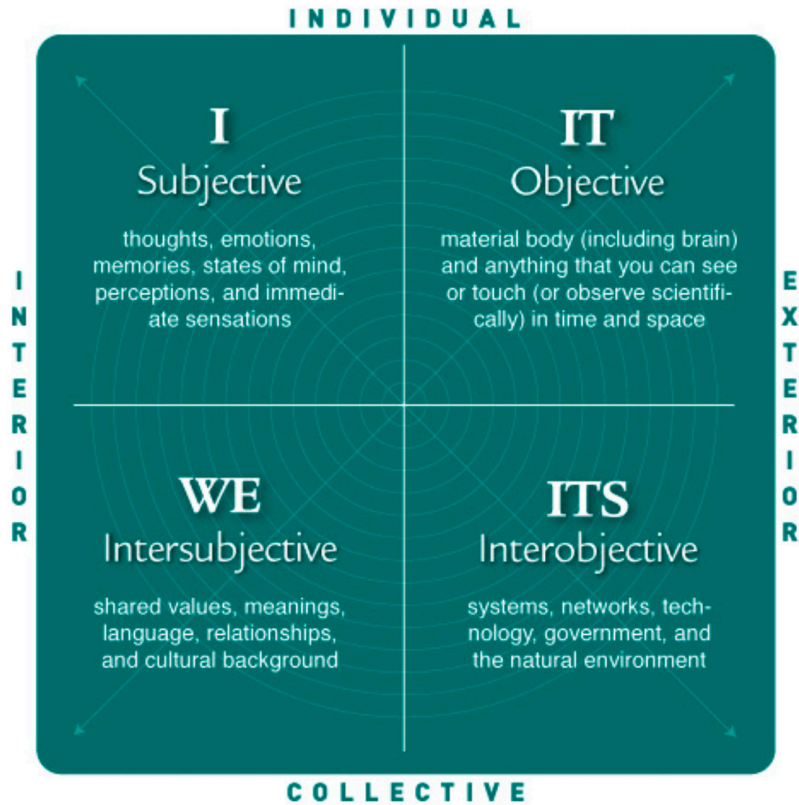 INDIVIDUAL
I
Subjective
thoughts, emotions,
memories, states of mind,
perceptions, and immedi-
ate sensations
IT
Objective
material body (including brain)
and anything that you can see
or touch (or observe scientifi-
cally) in time and space
INTERIOR
EXTERIOR
WE
Intersubjective
shared values, meanings,
language, relationships,
and cultural background
ITS
Interobjective
systems, networks, tech-
nology, government, and
the natural environment
COLLECTIVE